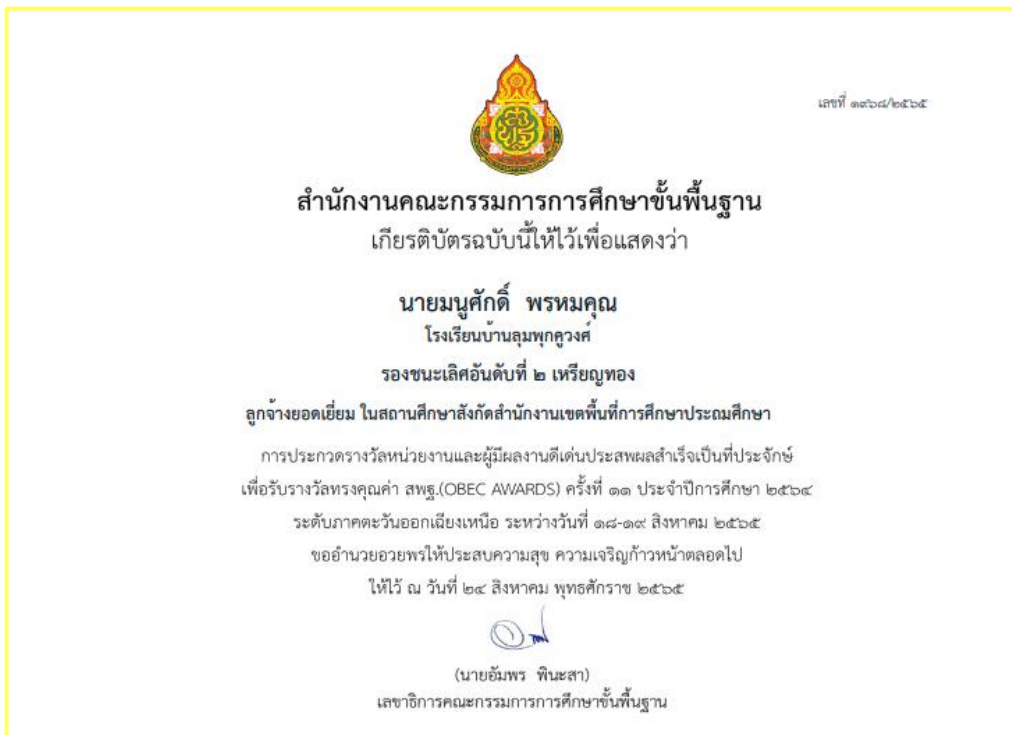 เลขที่ ๑๙๖๘/๒๕๖๕
สำนักงานคณะกรรมการการศึกษาขั้นพื้นฐาน
เกียรติบัตรฉบับนี้ให้ไว้เพื่อแสดงว่า
นายมนูศักดิ์ พรหมคุณ
โรงเรียนบ้านลุมพุกคูวงศ์
รองชนะเลิศอันดับที่ ๒ เหรียญทอง
ลูกจ้างยอดเยี่ยม ในสถานศึกษาสังกัดสำนักงานเขตพื้นที่การศึกษาประถมศึกษา
การประกวดรางวัลหน่วยงานและผู้มีผลงานดีเด่นประสพผลสำเร็จเป็นที่ประจักษ์
เพื่อรับรางวัลทรงคุณค่า สพฐ.(OBEC AWARDS) ครั้งที่ ๑๑ ประจำปีการศึกษา ๒๕๖๔
ระดับภาคตะวันออกเฉียงเหนือ ระหว่างวันที่ ๑๘-๑๙ สิงหาคม ๒๕๖๕
ขออำนวยอวยพรให้ประสบความสุข ความเจริญก้าวหน้าตลอดไป
ให้ไว้ ณ วันที่ ๒๔ สิงหาคม พุทธศักราช ๒๕๖๕
(นายอัมพร พินะสา)
เลขาธิการคณะกรรมการการศึกษาขั้นพื้นฐาน